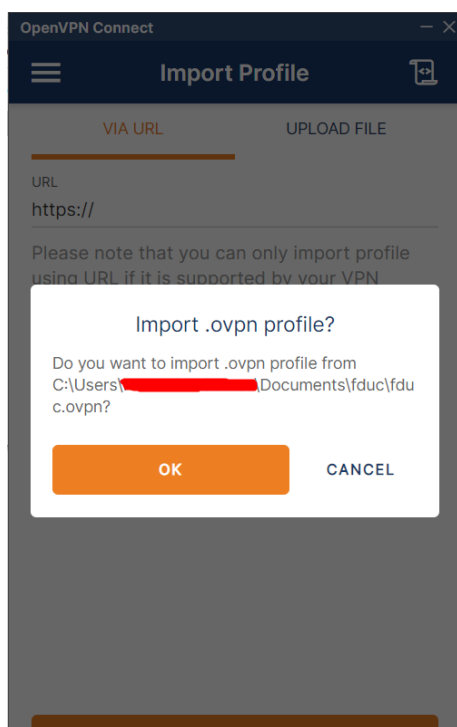 OpenVPN Connect
Import Profile
VIA URL
UPLOAD FILE
URL
https://
Please note that you can only import profile
using URL if it is supported by your VPN
Import .ovpn profile?
Do you want to import .ovpn profile from
C:\Users\ \Documents\fduc\fdu
c.ovpn?
OK
CANCEL